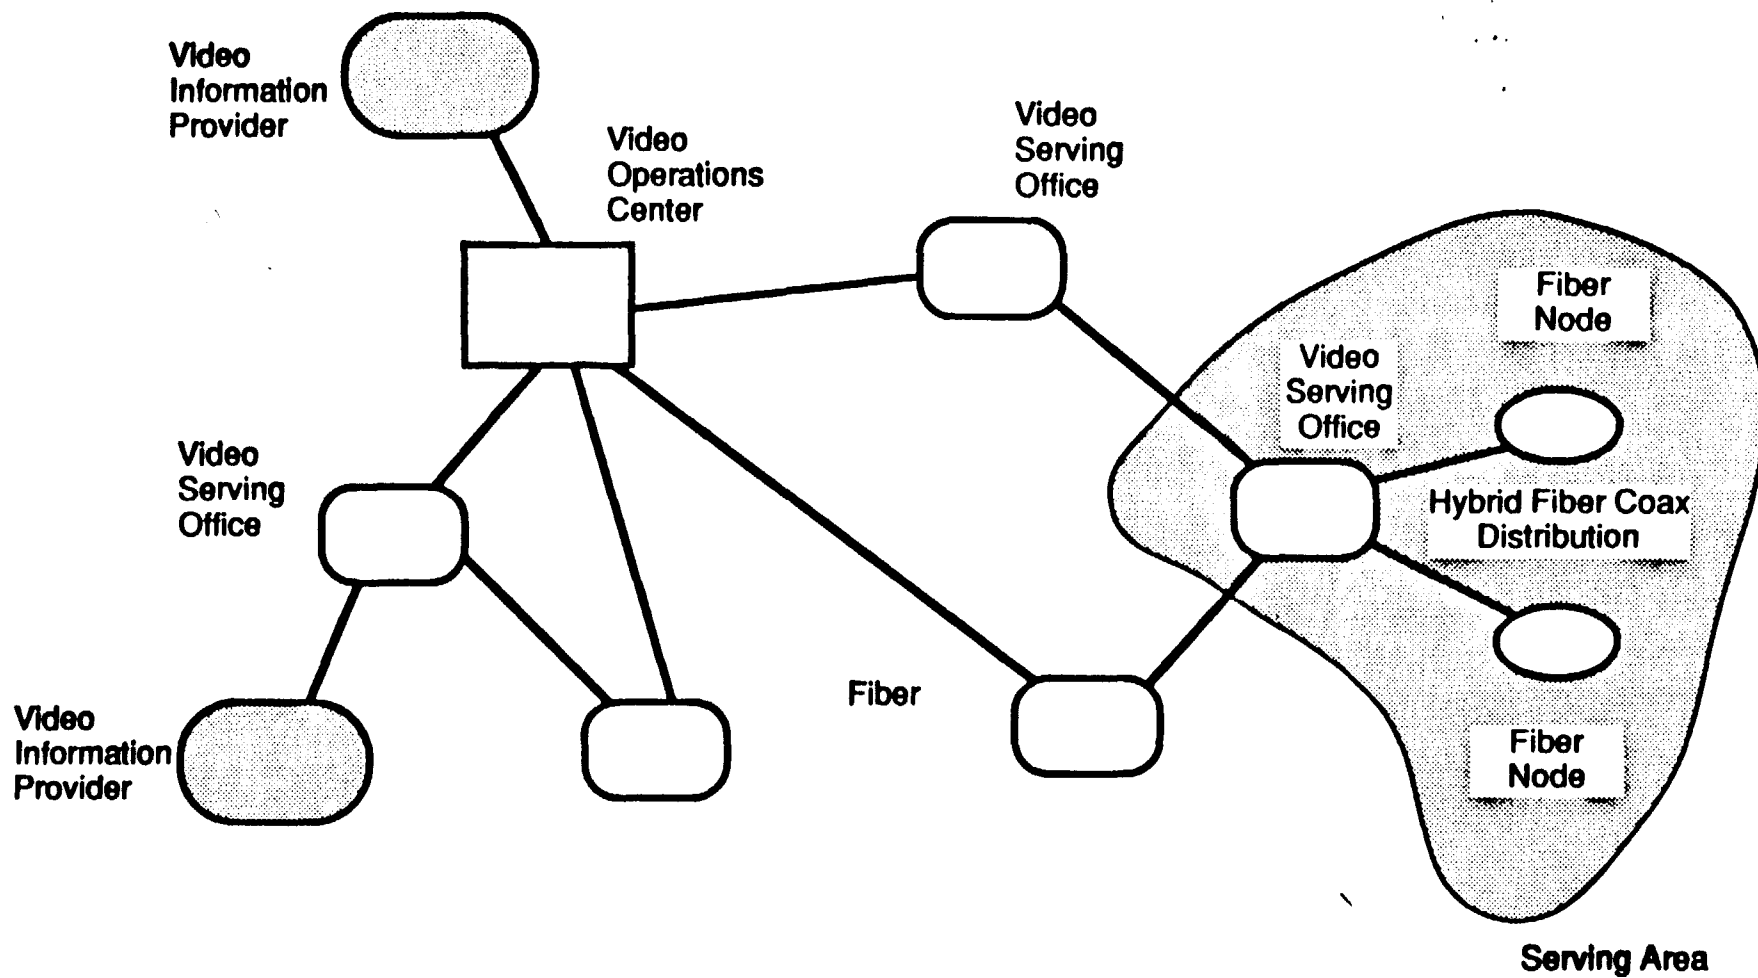 Video
Information
Provider
Video
Operations
Center
Video
Serving
Office
Fiber
Node
Video
Serving
Office
Video
Serving
Office
Hybrid Fiber Coax
Distribution
Fiber
Video
Information
Provider
Fiber
Node
Serving Area